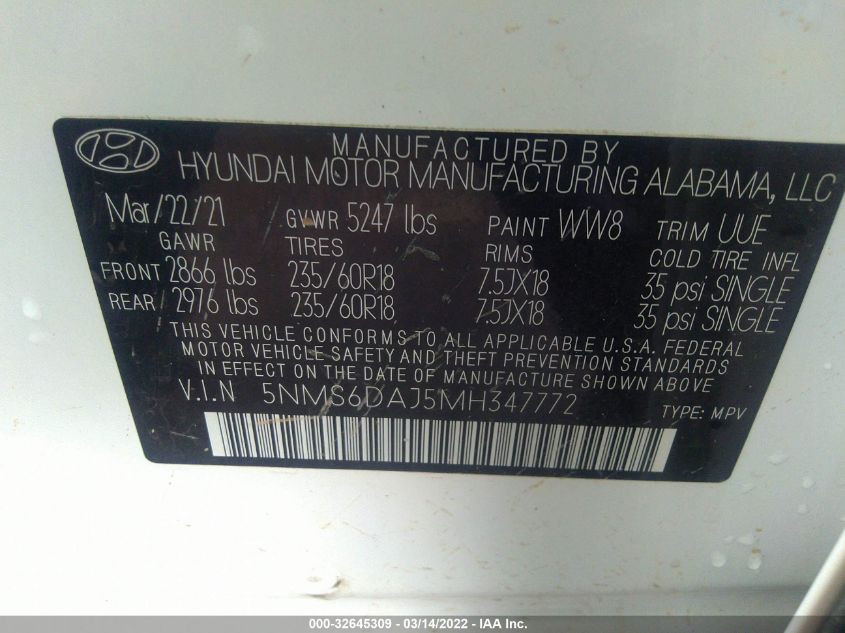 MANUFACTURED BY
HYUNDAI MOTOR MANUFACTURING ALABAMA, LLC
Mar/22/21 GVWR 5247 lbs PAINT WW8 TRIM UUE
GAWR TIRES RIMS COLD TIRE INFL
FRONT 2866 lbs 235/60R18 7.5JX18 35 psi SINGLE
REAR 2976 lbs 235/60R18 7.5JX18 35 psi SINGLE
THIS VEHICLE CONFORMS TO ALL APPLICABLE U.S.A. FEDERAL
MOTOR VEHICLE SAFETY AND THEFT PREVENTION STANDARDS
IN EFFECT ON THE DATE OF MANUFACTURE SHOWN ABOVE.
V.I.N 5NMS6DAJ5MH347772 TYPE: MPV
000-32645309 - 03/14/2022 - IAA Inc.